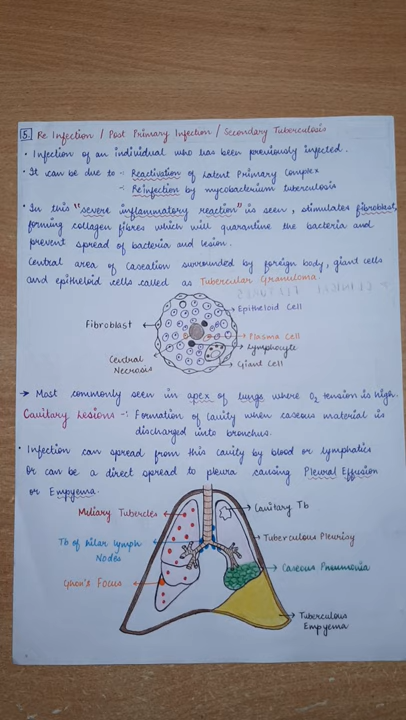 5. Re Infection / Post Primary Infection / Secondary Tuberculosis
• Infection of an individual who has been previously infected.
• It can be due to - Reactivation of Latent Primary Complex
- Reinfection by mycobacterium tuberculosis
• In this "severe inflammatory reaction" is seen, stimulates fibroblast,
forming collagen fibres which will quarantine the bacteria and
prevent spread of bacteria and lesion.
Central area of Caseation surrounded by foreign body, giant cells
and epitheloid cells called as Tubercular Granuloma.
Epitheloid Cell
Fibroblast
Plasma Cell
Lymphocyte
Central Necrosis
Giant Cell
→ Most commonly seen in apex of lungs where O2 tension is high.
Cavitary Lesions -: Formation of cavity when caseous material is
discharged into bronchus.
• Infection can spread from this cavity by blood or lymphatics
or can be a direct spread to pleura causing Pleural Effusion
or Empyema.
Miliary Tubercles
Cavitary Tb
Tb of Hilar lymph
Nodes
Tuberculous Pleurisy
Caseous Pneumonia
Ghon's Focus
Tuberculous
Empyema